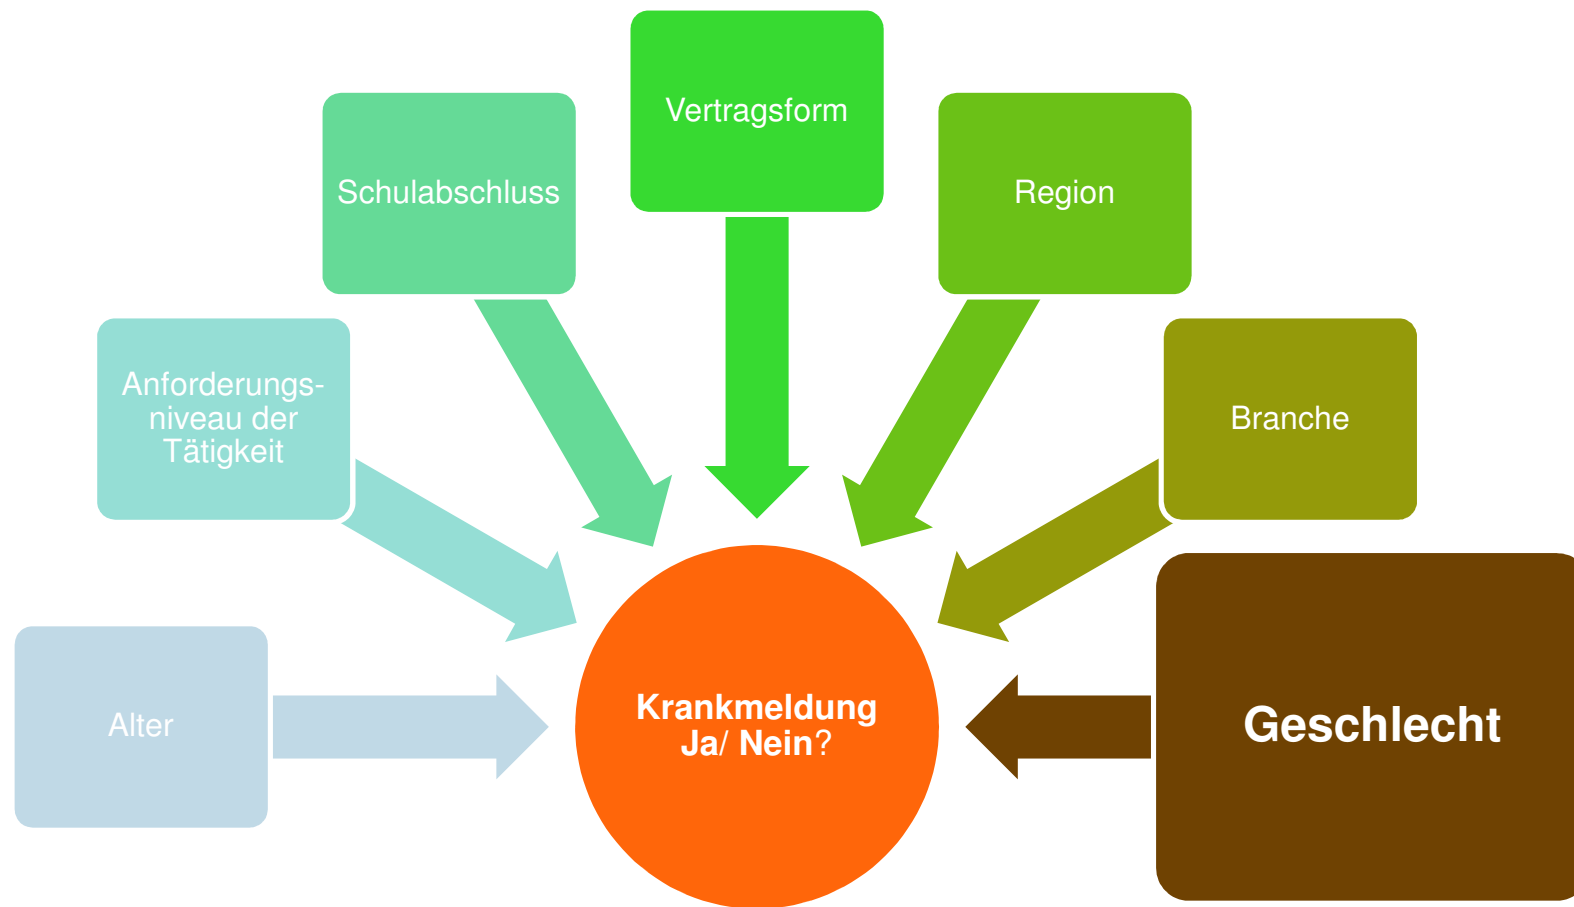 Vertragsform
Schulabschluss
Region
Anforderungs-
niveau der
Tätigkeit
Branche
Krankmeldung
Ja/ Nein?
Alter
Geschlecht